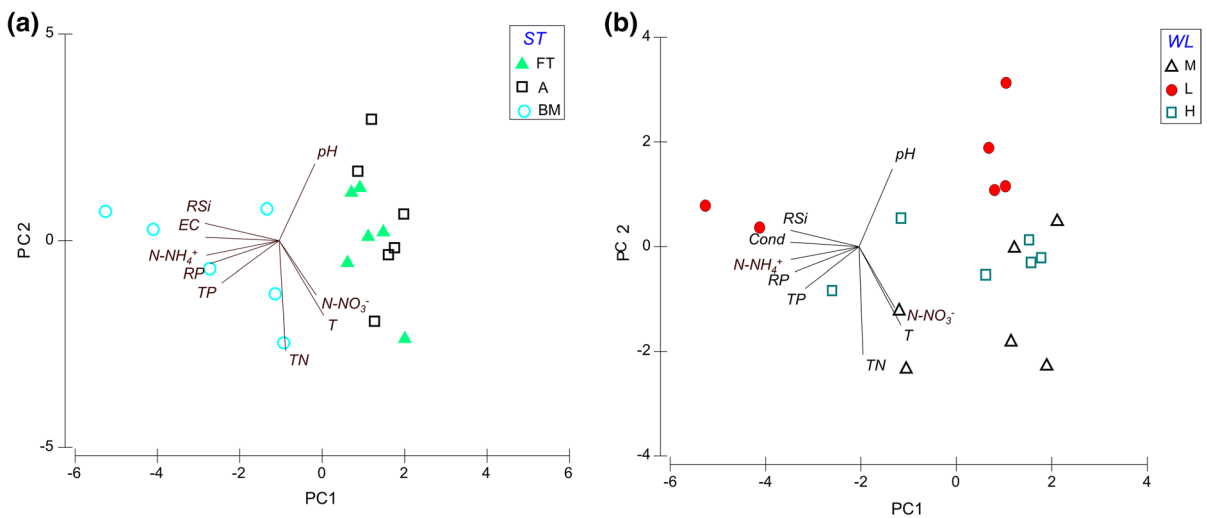 (a)
ST
FT
A
BM
5
0
-5
PC2
pH
RSi
EC
N-NH₄⁺
RP
TP
N-NO₃⁻
T
TN
-6 -4 -2 0 2 4 6
PC1
(b)
WL
M
L
H
4
2
0
-2
-4
PC 2
pH
RSi
Cond
N-NH₄⁺
RP
TP
N-NO₃⁻
T
TN
-6 -4 -2 0 2 4
PC1